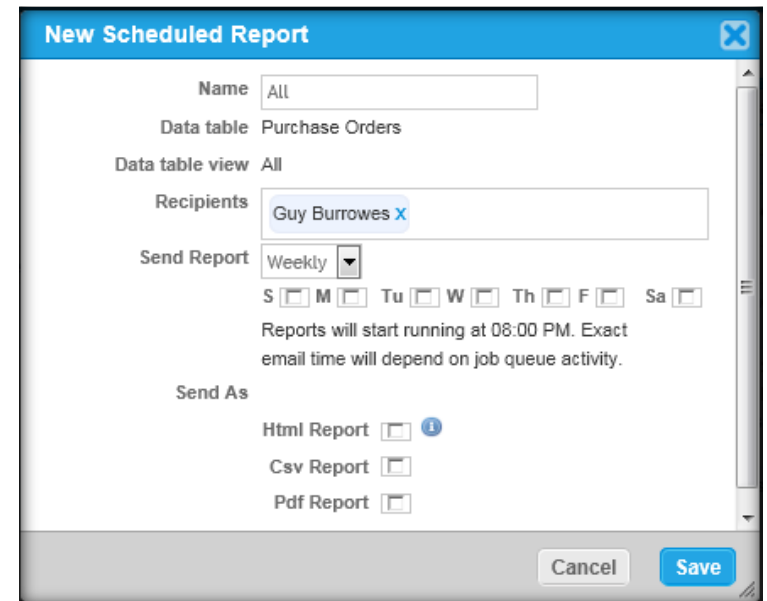 New Scheduled Report
Name All
Data table Purchase Orders
Data table view All
Recipients Guy Burrowes x
Send Report Weekly
S M Tu W Th F Sa
Reports will start running at 08:00 PM. Exact
email time will depend on job queue activity.
Send As
Html Report
Csv Report
Pdf Report
Cancel Save